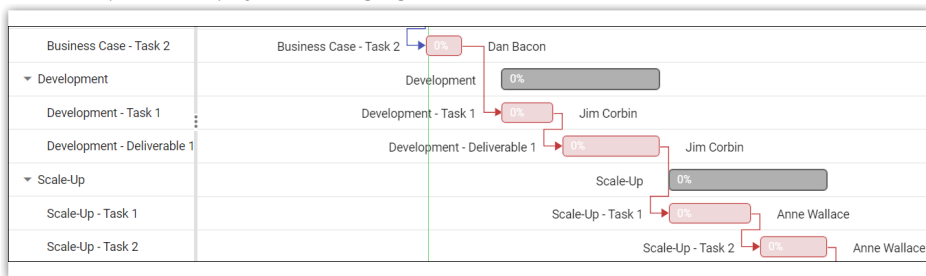 Business Case - Task 2 Business Case - Task 2 0% Dan Bacon
Development Development 0%
Development - Task 1 Development - Task 1 0% Jim Corbin
Development - Deliverable 1 Development - Deliverable 1 0% Jim Corbin
Scale-Up Scale-Up 0%
Scale-Up - Task 1 Scale-Up - Task 1 0% Anne Wallace
Scale-Up - Task 2 Scale-Up - Task 2 0% Anne Wallace